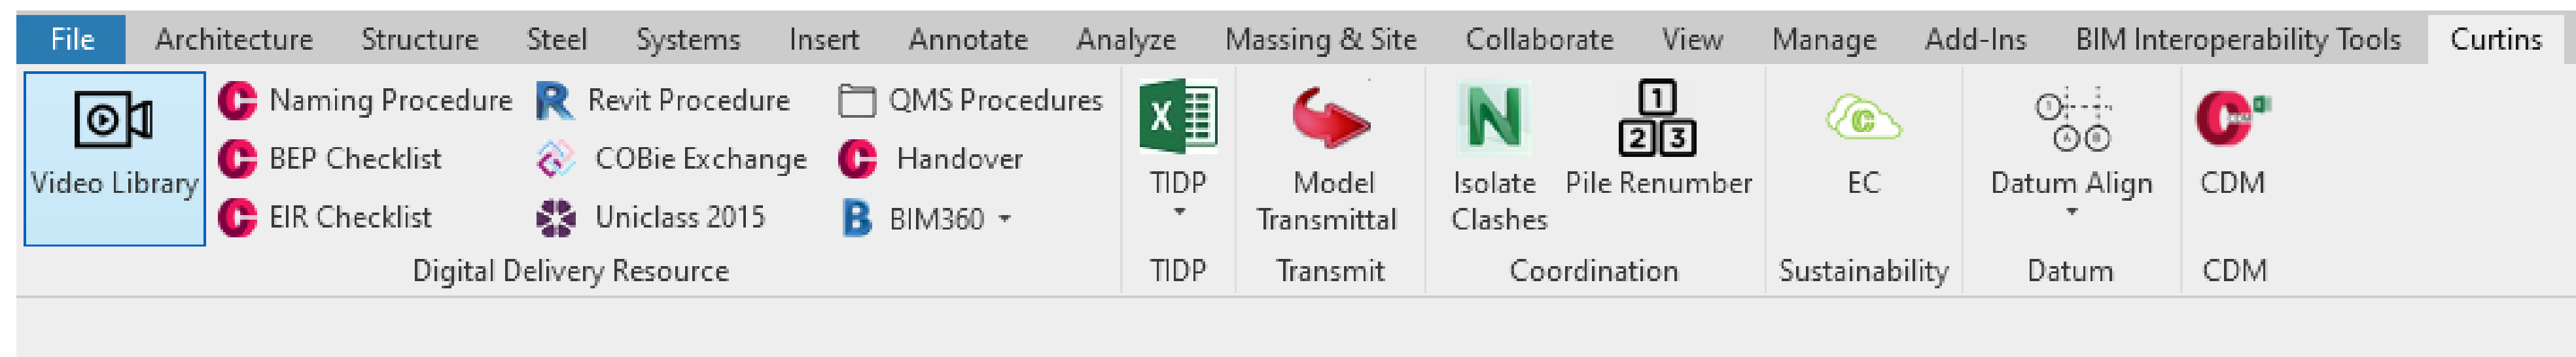 File Architecture Structure Steel Systems Insert Annotate Analyze Massing & Site Collaborate View Manage Add-Ins BIM Interoperability Tools Curtins
Video Library
Naming Procedure
BEP Checklist
EIR Checklist
Revit Procedure
COBie Exchange
Uniclass 2015
QMS Procedures
Handover
BIM360
Digital Delivery Resource
TIDP
TIDP
Model
Transmittal
Transmit
Isolate
Clashes
1
2 3
Pile Renumber
Coordination
EC
Sustainability
Datum Align
Datum
CDM
CDM